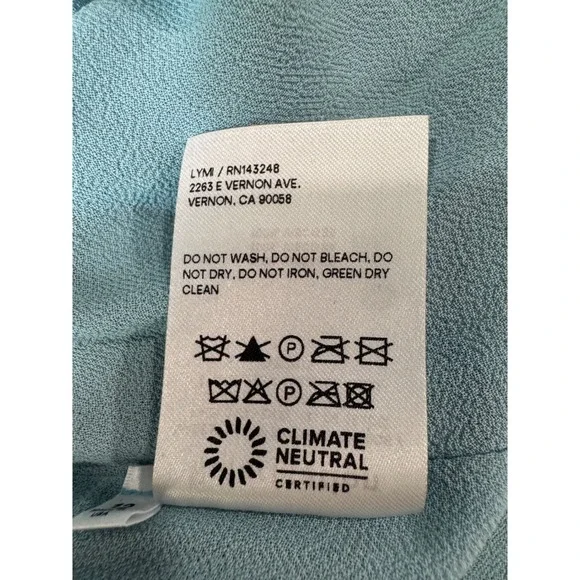 LYMI / RN143248
2263 E VERNON AVE.
VERNON, CA 90058
DO NOT WASH, DO NOT BLEACH, DO
NOT DRY, DO NOT IRON, GREEN DRY
CLEAN
P
P
CLIMATE
NEUTRAL
CERTIFIED